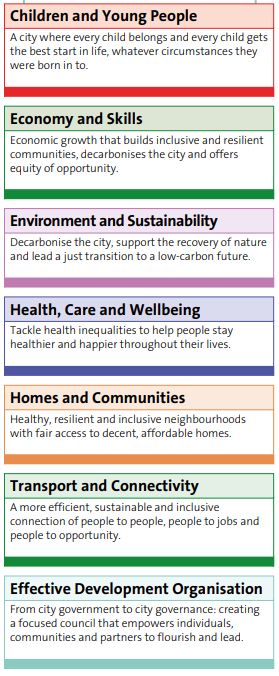 Children and Young People
A city where every child belongs and every child gets
the best start in life, whatever circumstances they
were born in to.
Economy and Skills
Economic growth that builds inclusive and resilient
communities, decarbonises the city and offers
equity of opportunity.
Environment and Sustainability
Decarbonise the city, support the recovery of nature
and lead a just transition to a low-carbon future.
Health, Care and Wellbeing
Tackle health inequalities to help people stay
healthier and happier throughout their lives.
Homes and Communities
Healthy, resilient and inclusive neighbourhoods
with fair access to decent, affordable homes.
Transport and Connectivity
A more efficient, sustainable and inclusive
connection of people to people, people to jobs and
people to opportunity.
Effective Development Organisation
From city government to city governance: creating
a focused council that empowers individuals,
communities and partners to flourish and lead.